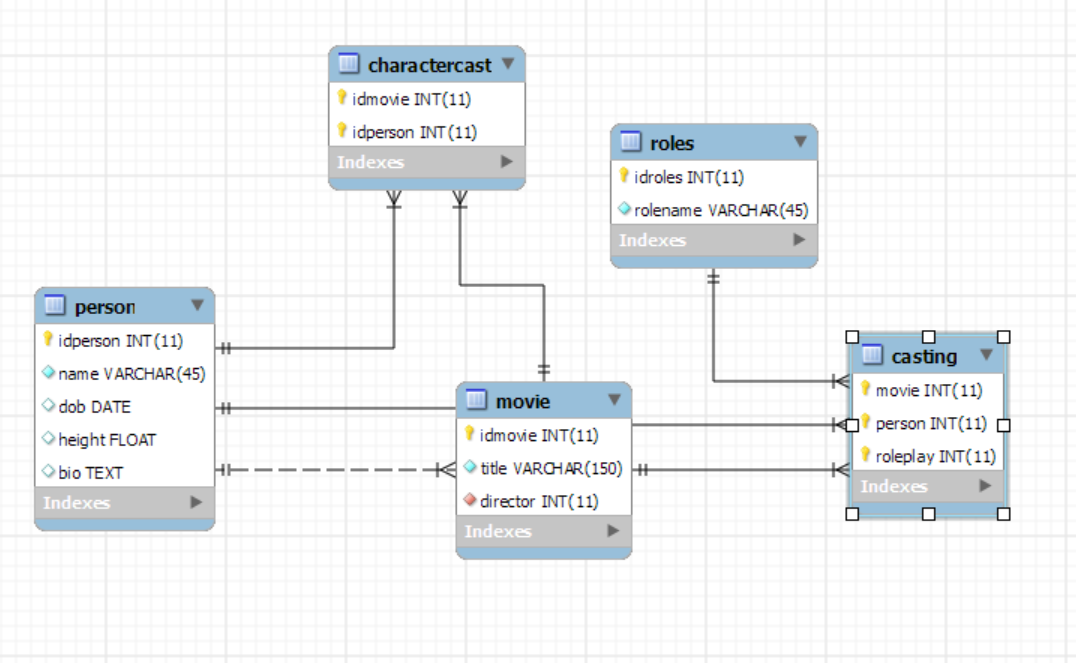 charactercast
idmovie INT(11)
idperson INT(11)
Indexes
roles
idroles INT(11)
rolename VARCHAR(45)
Indexes
person
idperson INT(11)
name VARCHAR(45)
dob DATE
height FLOAT
bio TEXT
Indexes
movie
idmovie INT(11)
title VARCHAR(150)
director INT(11)
Indexes
casting
movie INT(11)
person INT(11)
roleplay INT(11)
Indexes